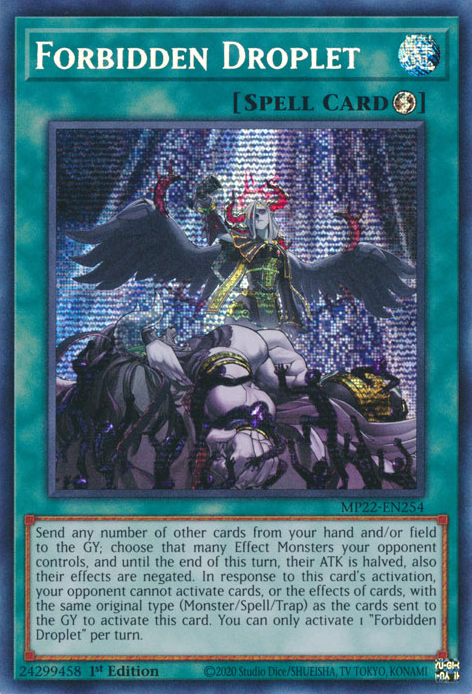 Forbidden Droplet
[Spell Card]
MP22-EN254
Send any number of other cards from your hand and/or field
to the GY; choose that many Effect Monsters your opponent
controls, and until the end of this turn, their ATK is halved, also
their effects are negated. In response to this card's activation,
your opponent cannot activate cards, or the effects of cards, with
the same original type (Monster/Spell/Trap) as the cards sent to
the GY to activate this card. You can only activate 1 "Forbidden
Droplet" per turn.
24299458 1st Edition ©2020 Studio Dice/SHUEISHA, TV TOKYO, KONAMI